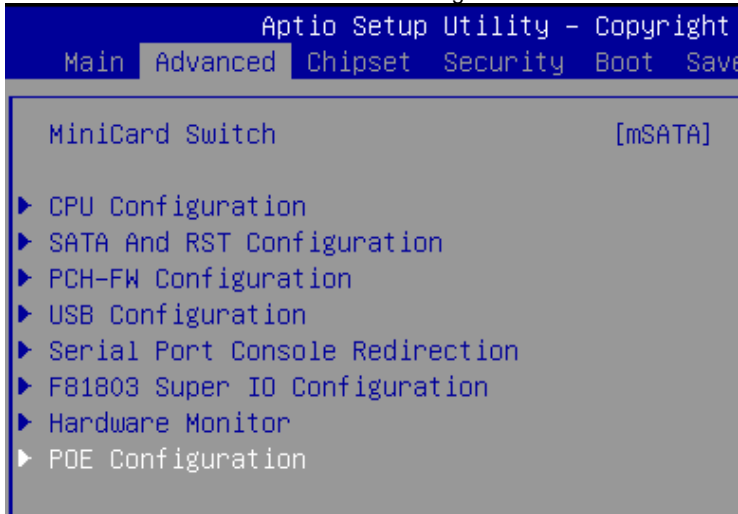 Aptio Setup Utility – Copyright
Main Advanced Chipset Security Boot Save
MiniCard Switch [mSATA]
CPU Configuration
SATA And RST Configuration
PCH-FW Configuration
USB Configuration
Serial Port Console Redirection
F81803 Super IO Configuration
Hardware Monitor
POE Configuration